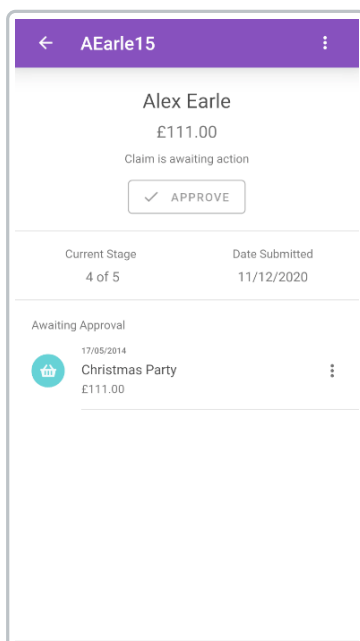 AEarle15
Alex Earle
£111.00
Claim is awaiting action
APPROVE
Current Stage
Date Submitted
4 of 5
11/12/2020
Awaiting Approval
17/05/2014
Christmas Party
£111.00